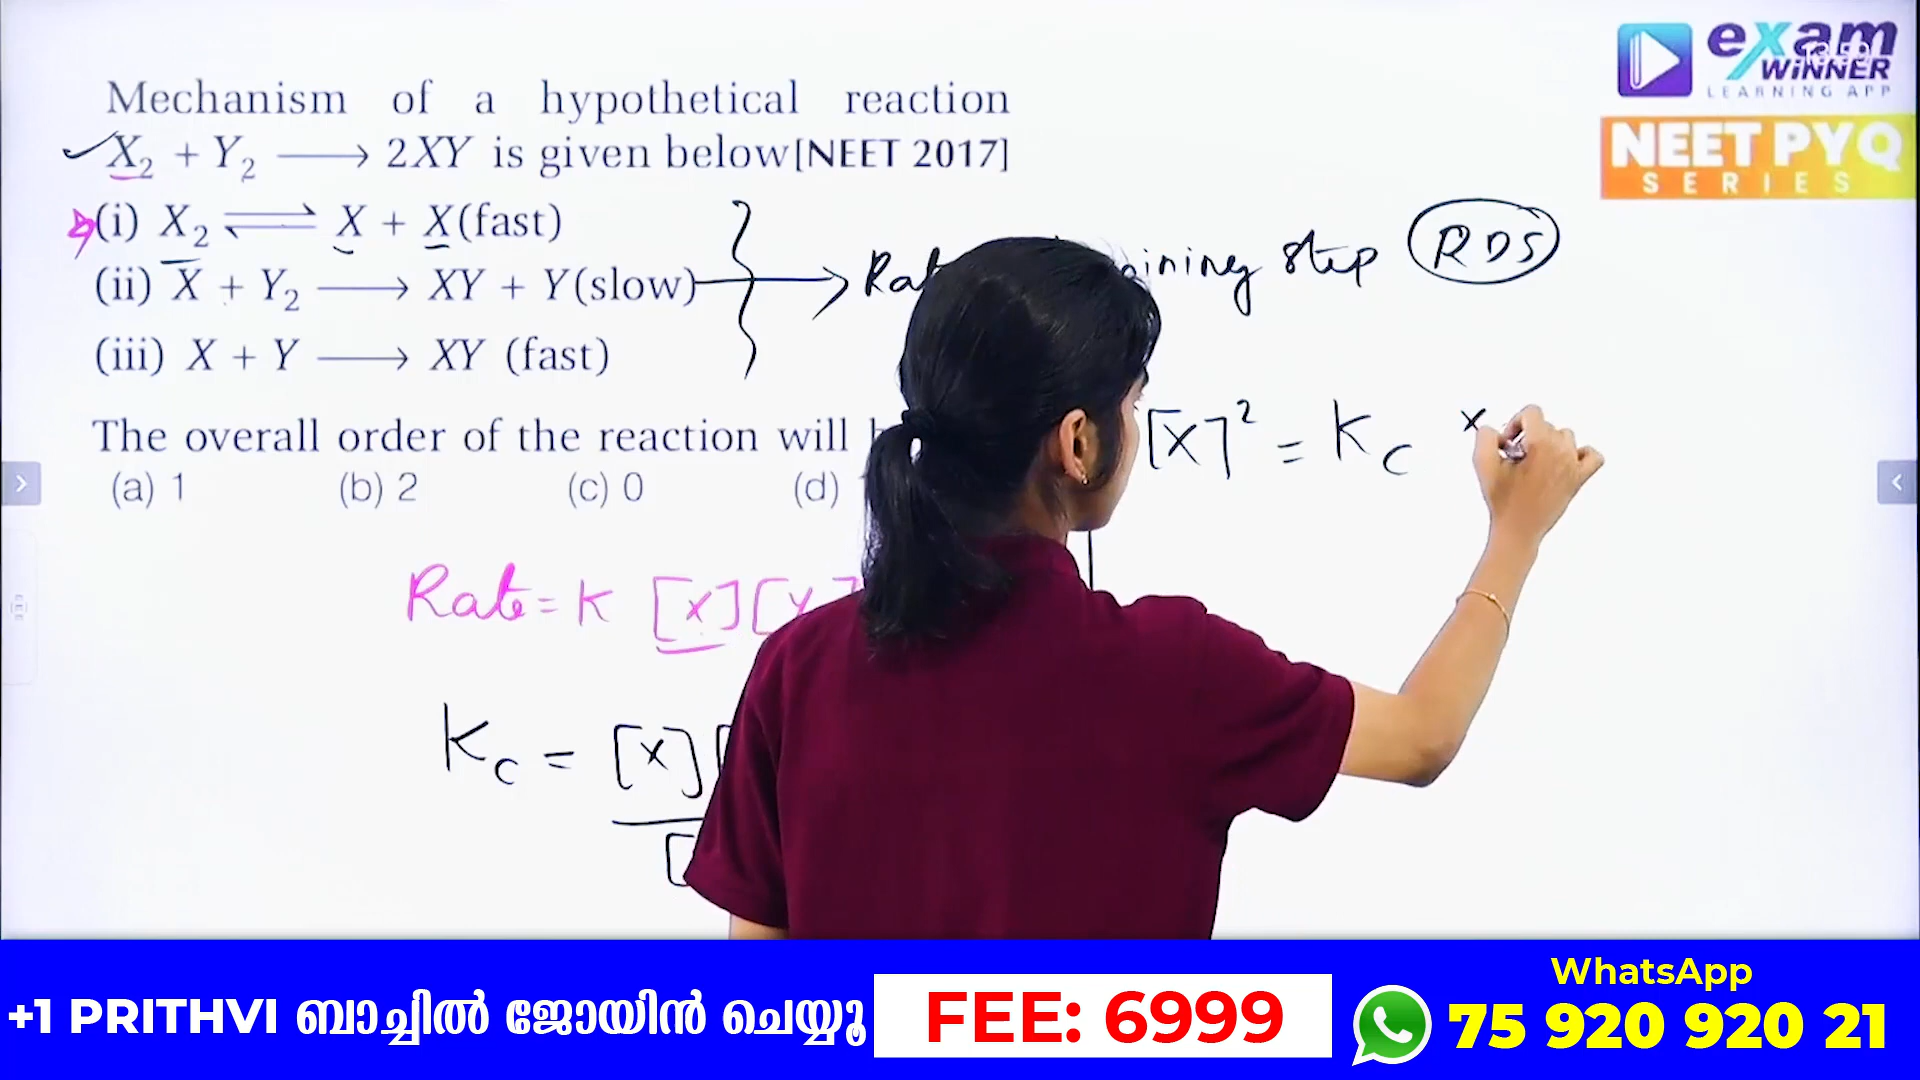 exam
WiNNER
LEARNING APP
NEET PYQ
SERIES
Mechanism of a hypothetical reaction
X₂ + Y₂ ⟶ 2XY is given below[NEET 2017]
(i) X₂ ⇌ X + X(fast)
(ii) X + Y₂ ⟶ XY + Y(slow)
(iii) X + Y ⟶ XY (fast)
step RDS
The overall order of the reaction will
(a) 1 (b) 2 (c) 0 (d)
[X]² = K_C ×
Rate = K [X][Y
K_C = [X][
+1 PRITHVI ബാച്ചിൽ ജോയിൻ ചെയ്യൂ
FEE: 6999
WhatsApp
75 920 920 21